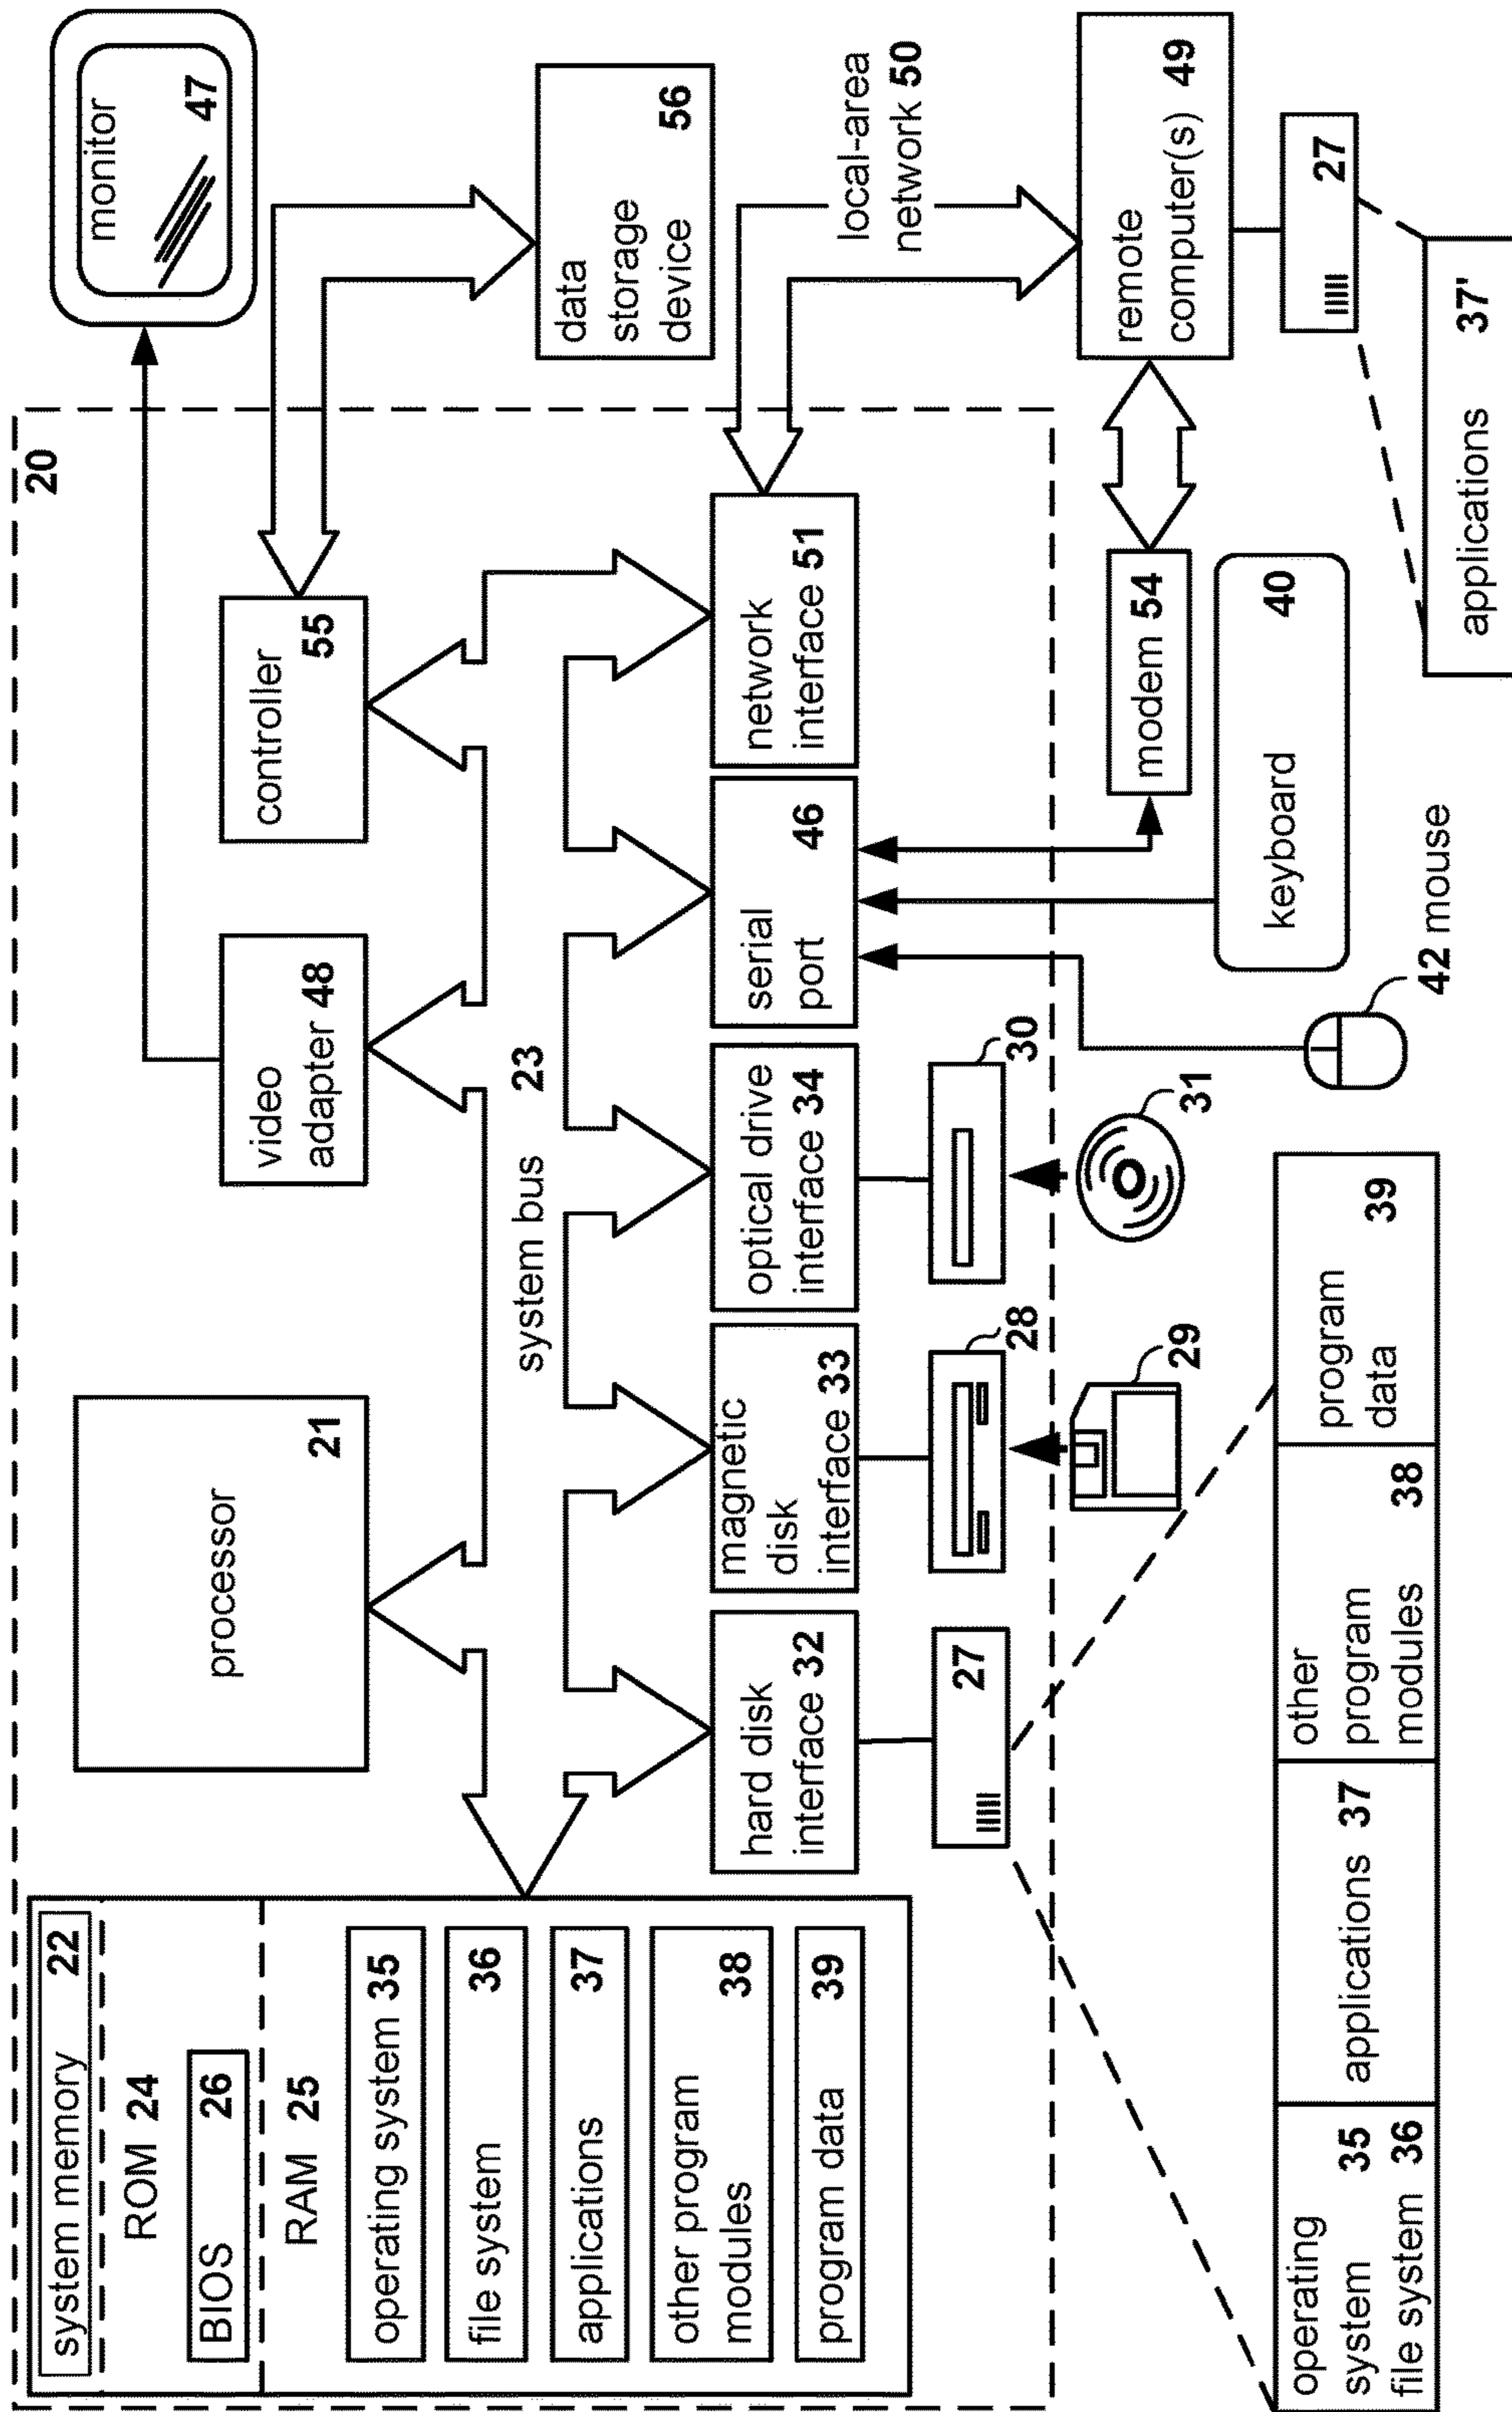 system memory 22
ROM 24
BIOS 26
RAM 25
operating system 35
file system 36
applications 37
other program
modules 38
program data 39
processor
21
video
adapter 48
controller
55
20
monitor
47
system bus 23
hard disk
interface 32
magnetic
disk
interface 33
optical drive
interface 34
serial
port 46
network
interface 51
data
storage
device 56
local-area
network 50
27
28
30
29
31
modem 54
remote
computer(s) 49
27
keyboard
40
42 mouse
applications 37'
operating
system 35
file system 36
applications 37
other
program
modules 38
program
data 39